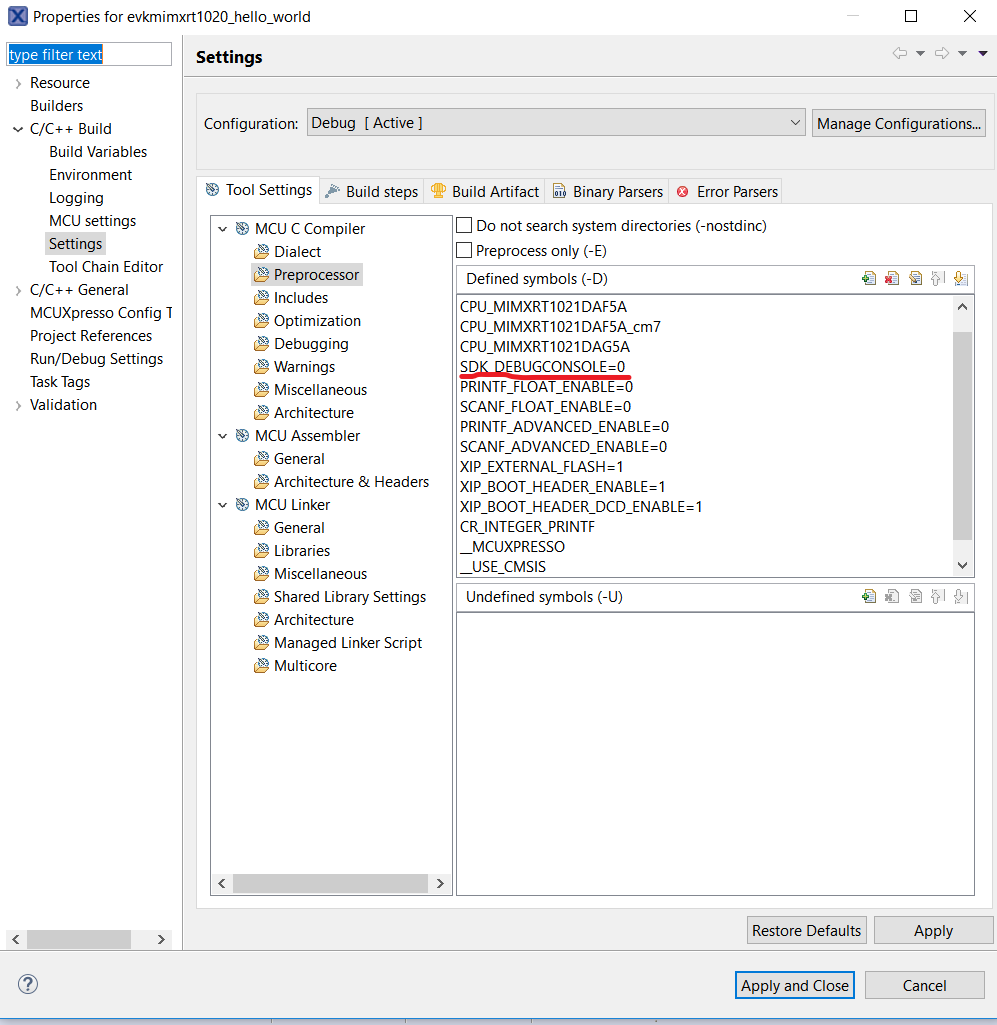 Properties for evkmimxrt1020_hello_world
type filter text
Resource
Builders
C/C++ Build
Build Variables
Environment
Logging
MCU settings
Settings
Tool Chain Editor
C/C++ General
MCUXpresso Config T
Project References
Run/Debug Settings
Task Tags
Validation
Settings
Configuration: Debug [ Active ] Manage Configurations...
Tool Settings Build steps Build Artifact Binary Parsers Error Parsers
MCU C Compiler
Dialect
Preprocessor
Includes
Optimization
Debugging
Warnings
Miscellaneous
Architecture
MCU Assembler
General
Architecture & Headers
MCU Linker
General
Libraries
Miscellaneous
Shared Library Settings
Architecture
Managed Linker Script
Multicore
Do not search system directories (-nostdinc)
Preprocess only (-E)
Defined symbols (-D)
CPU_MIMXRT1021DAF5A
CPU_MIMXRT1021DAF5A_cm7
CPU_MIMXRT1021DAG5A
SDK_DEBUGCONSOLE=0
PRINTF_FLOAT_ENABLE=0
SCANF_FLOAT_ENABLE=0
PRINTF_ADVANCED_ENABLE=0
SCANF_ADVANCED_ENABLE=0
XIP_EXTERNAL_FLASH=1
XIP_BOOT_HEADER_ENABLE=1
XIP_BOOT_HEADER_DCD_ENABLE=1
CR_INTEGER_PRINTF
__MCUXPRESSO
__USE_CMSIS
Undefined symbols (-U)
Restore Defaults Apply
Apply and Close Cancel